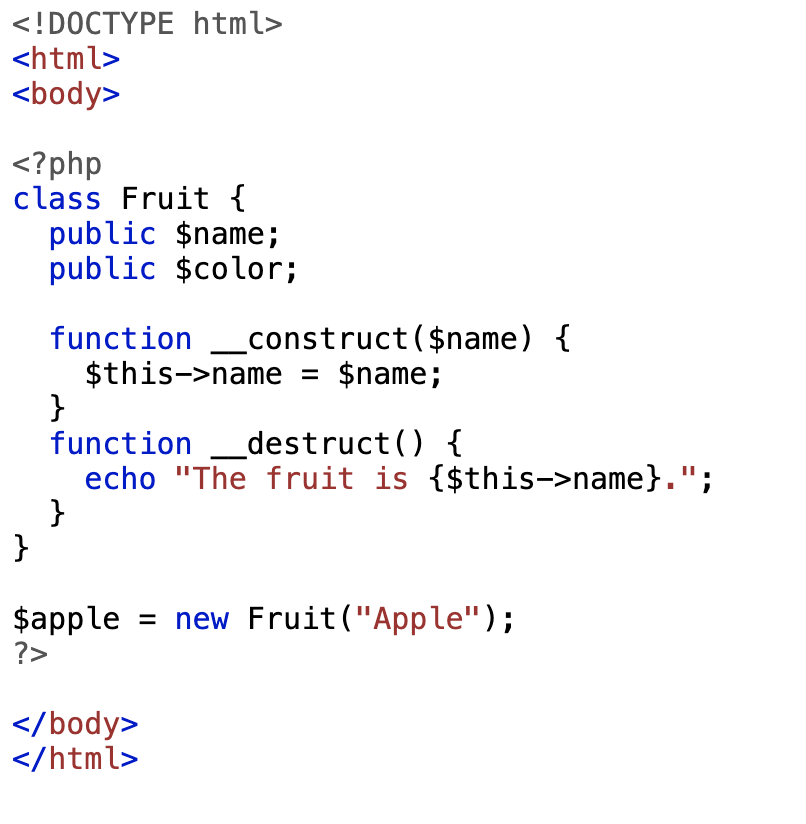 <!DOCTYPE html>
<html>
<body>

<?php
class Fruit {
  public $name;
  public $color;

  function __construct($name) {
    $this->name = $name;
  }
  function __destruct() {
    echo "The fruit is {$this->name}.";
  }
}

$apple = new Fruit("Apple");
?>

</body>
</html>